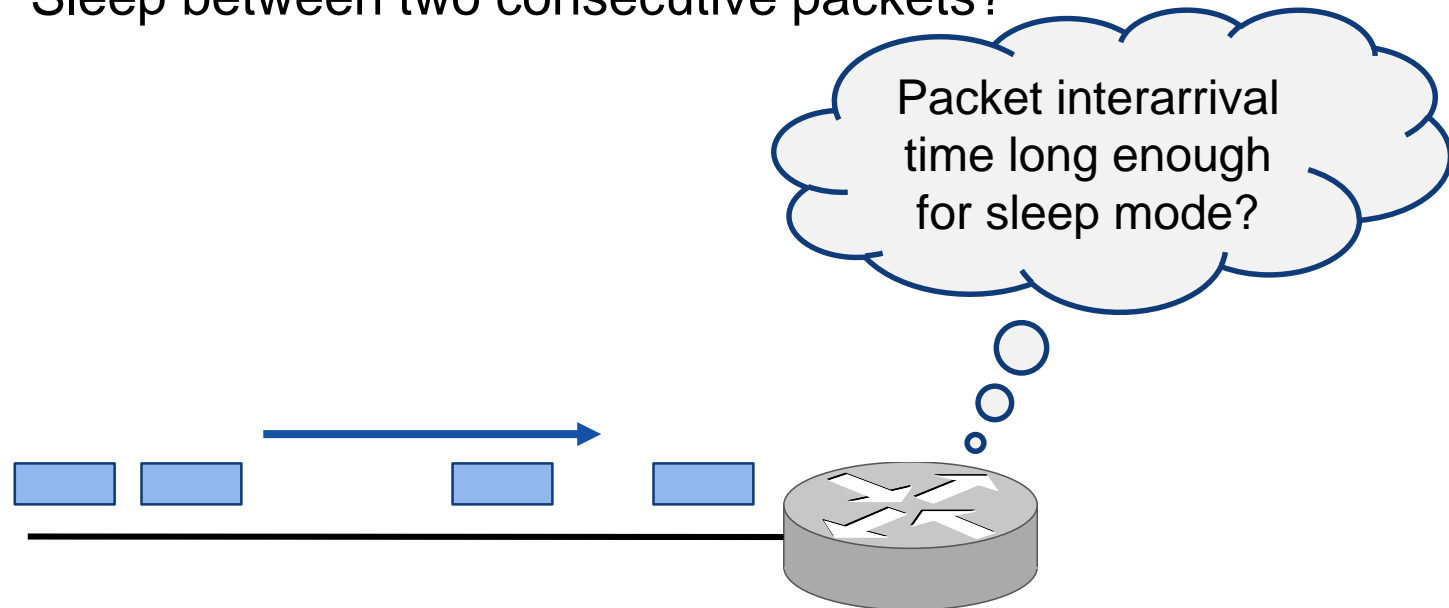 Sleep between two consecutive packets?
Packet interarrival
time long enough
for sleep mode?